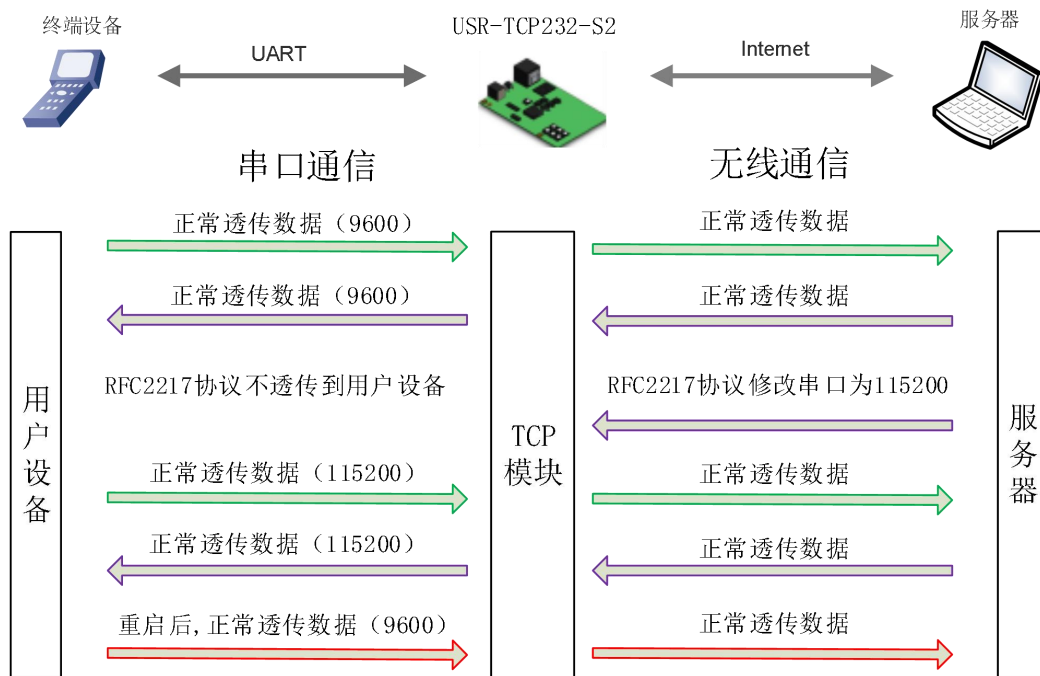 终端设备
USR-TCP232-S2
服务器
UART
Internet
串口通信
无线通信
正常透传数据（9600）
正常透传数据
正常透传数据（9600）
正常透传数据
RFC2217协议不透传到用户设备
RFC2217协议修改串口为115200
用户设备
TCP
模块
服务器
正常透传数据（115200）
正常透传数据
正常透传数据（115200）
正常透传数据
重启后,正常透传数据（9600）
正常透传数据